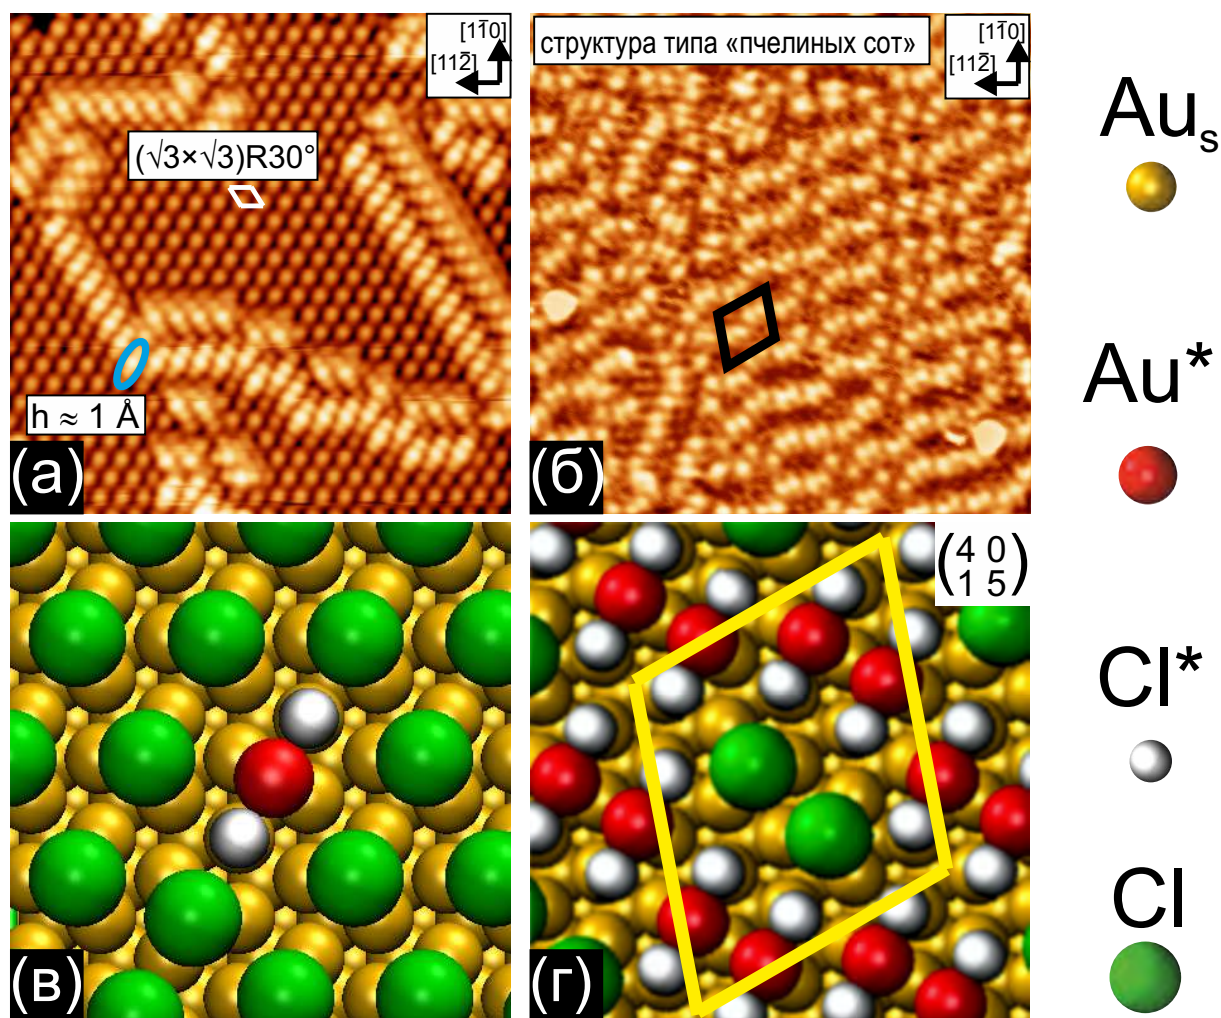 [11̅0]
[112̅]
(√3×√3)R30°
h ≈ 1 Å
(а)
структура типа «пчелиных сот»
[11̅0]
[112̅]
(б)
(в)
(4 0
1 5)
(г)
Au_s
Au*
Cl*
Cl